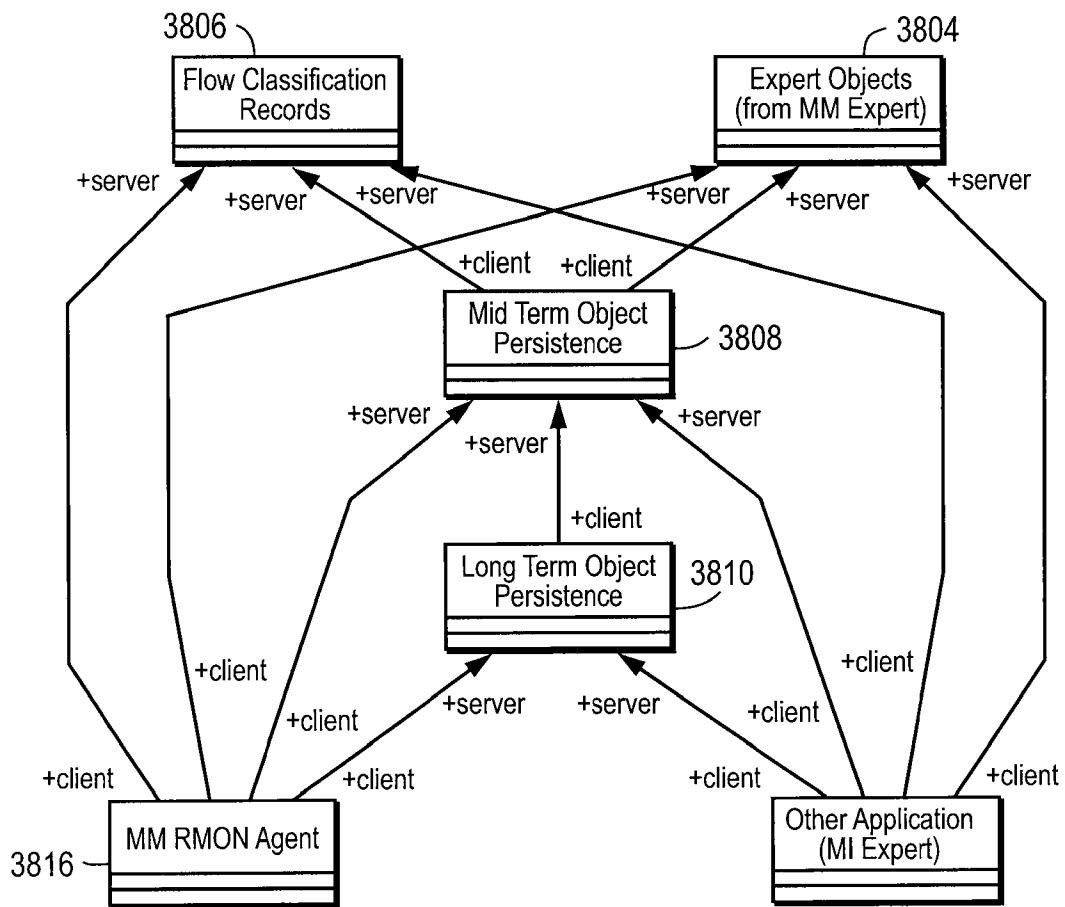 3806
3804
Flow Classification
Records
Expert Objects
(from MM Expert)
+server
+server
+server
+server
+server
+server
+client
+client
Mid Term Object
Persistence
3808
+server
+server
+server
+client
Long Term Object
Persistence
3810
+client
+client
+server
+server
+client
+client
+client
+client
+client
+client
MM RMON Agent
3816
Other Application
(MI Expert)